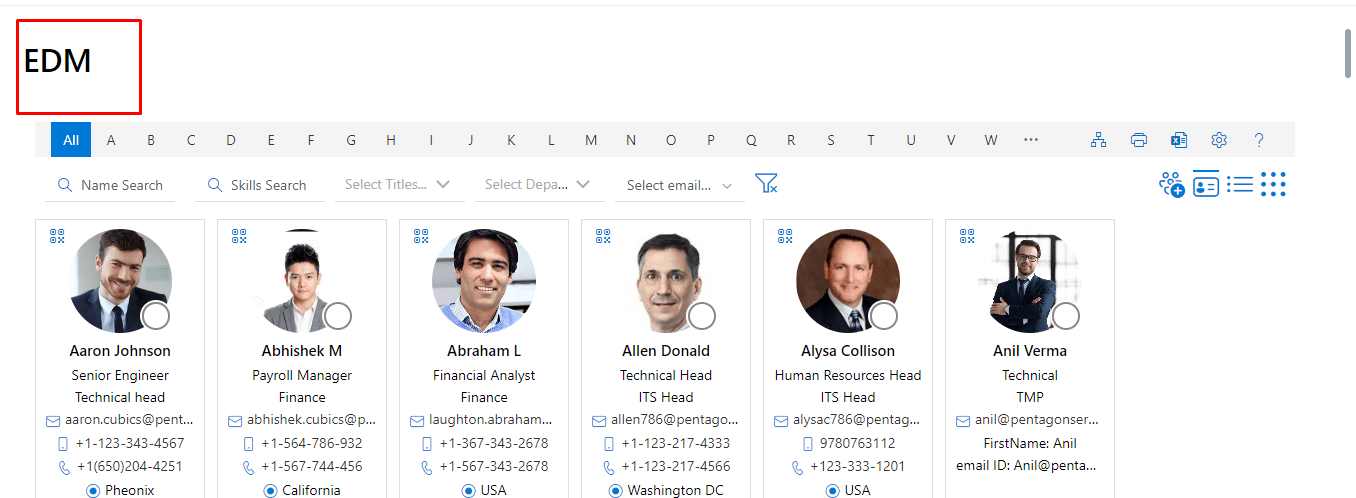 EDM
All A B C D E F G H I J K L M N O P Q R S T U V W ... ?
Name Search Skills Search Select Titles... Select Depa... Select email...
Aaron Johnson Abhishek M Abraham L Allen Donald Alysa Collison Anil Verma
Senior Engineer Payroll Manager Financial Analyst Technical Head Human Resources Head Technical
Technical head Finance Finance ITS Head ITS Head TMP
aaron.cubics@pent... abhishek.cubics@p... laughton.abraham... allen786@pentago... alysac786@pentag... anil@pentagonser...
+1-123-343-4567 +1-564-786-932 +1-367-343-2678 +1-123-217-4333 9780763112 FirstName: Anil
+1(650)204-4251 +1-567-744-456 +1-567-343-2678 +1-123-217-4566 +123-333-1201 email ID: Anil@penta...
Pheonix California USA Washington DC USA